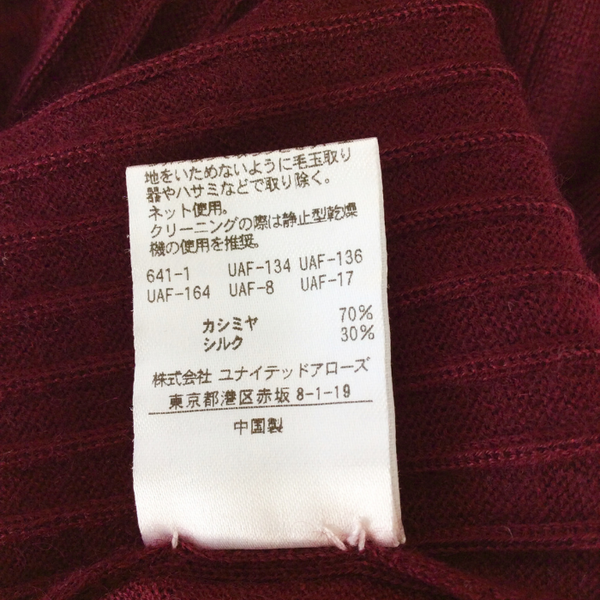 地をいためないように毛玉取り
器やハサミなどで取り除く。
ネット使用。
クリーニングの際は静止型乾燥
機の使用を推奨。
641-1 UAF-134 UAF-136
UAF-164 UAF-8 UAF-17
カシミヤ 70%
シルク 30%
株式会社 ユナイテッドアローズ
東京都港区赤坂 8-1-19
中国製